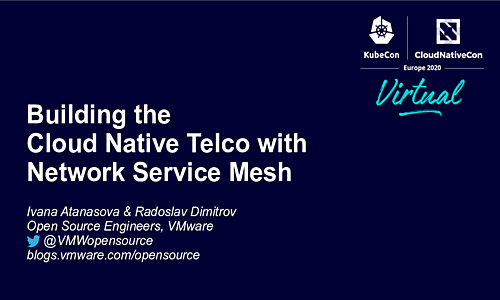 KubeCon
CloudNativeCon
Europe 2020
Virtual
Building the
Cloud Native Telco with
Network Service Mesh
Ivana Atanasova & Radoslav Dimitrov
Open Source Engineers, VMware
@VMWopensource
blogs.vmware.com/opensource